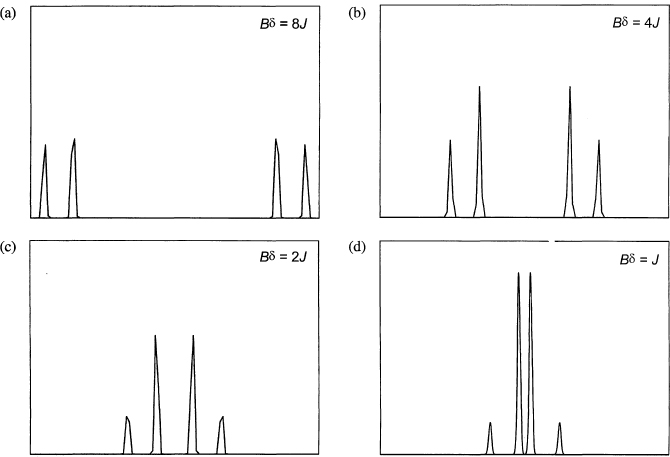 (a)
Bδ = 8J
(b)
Bδ = 4J
(c)
Bδ = 2J
(d)
Bδ = J